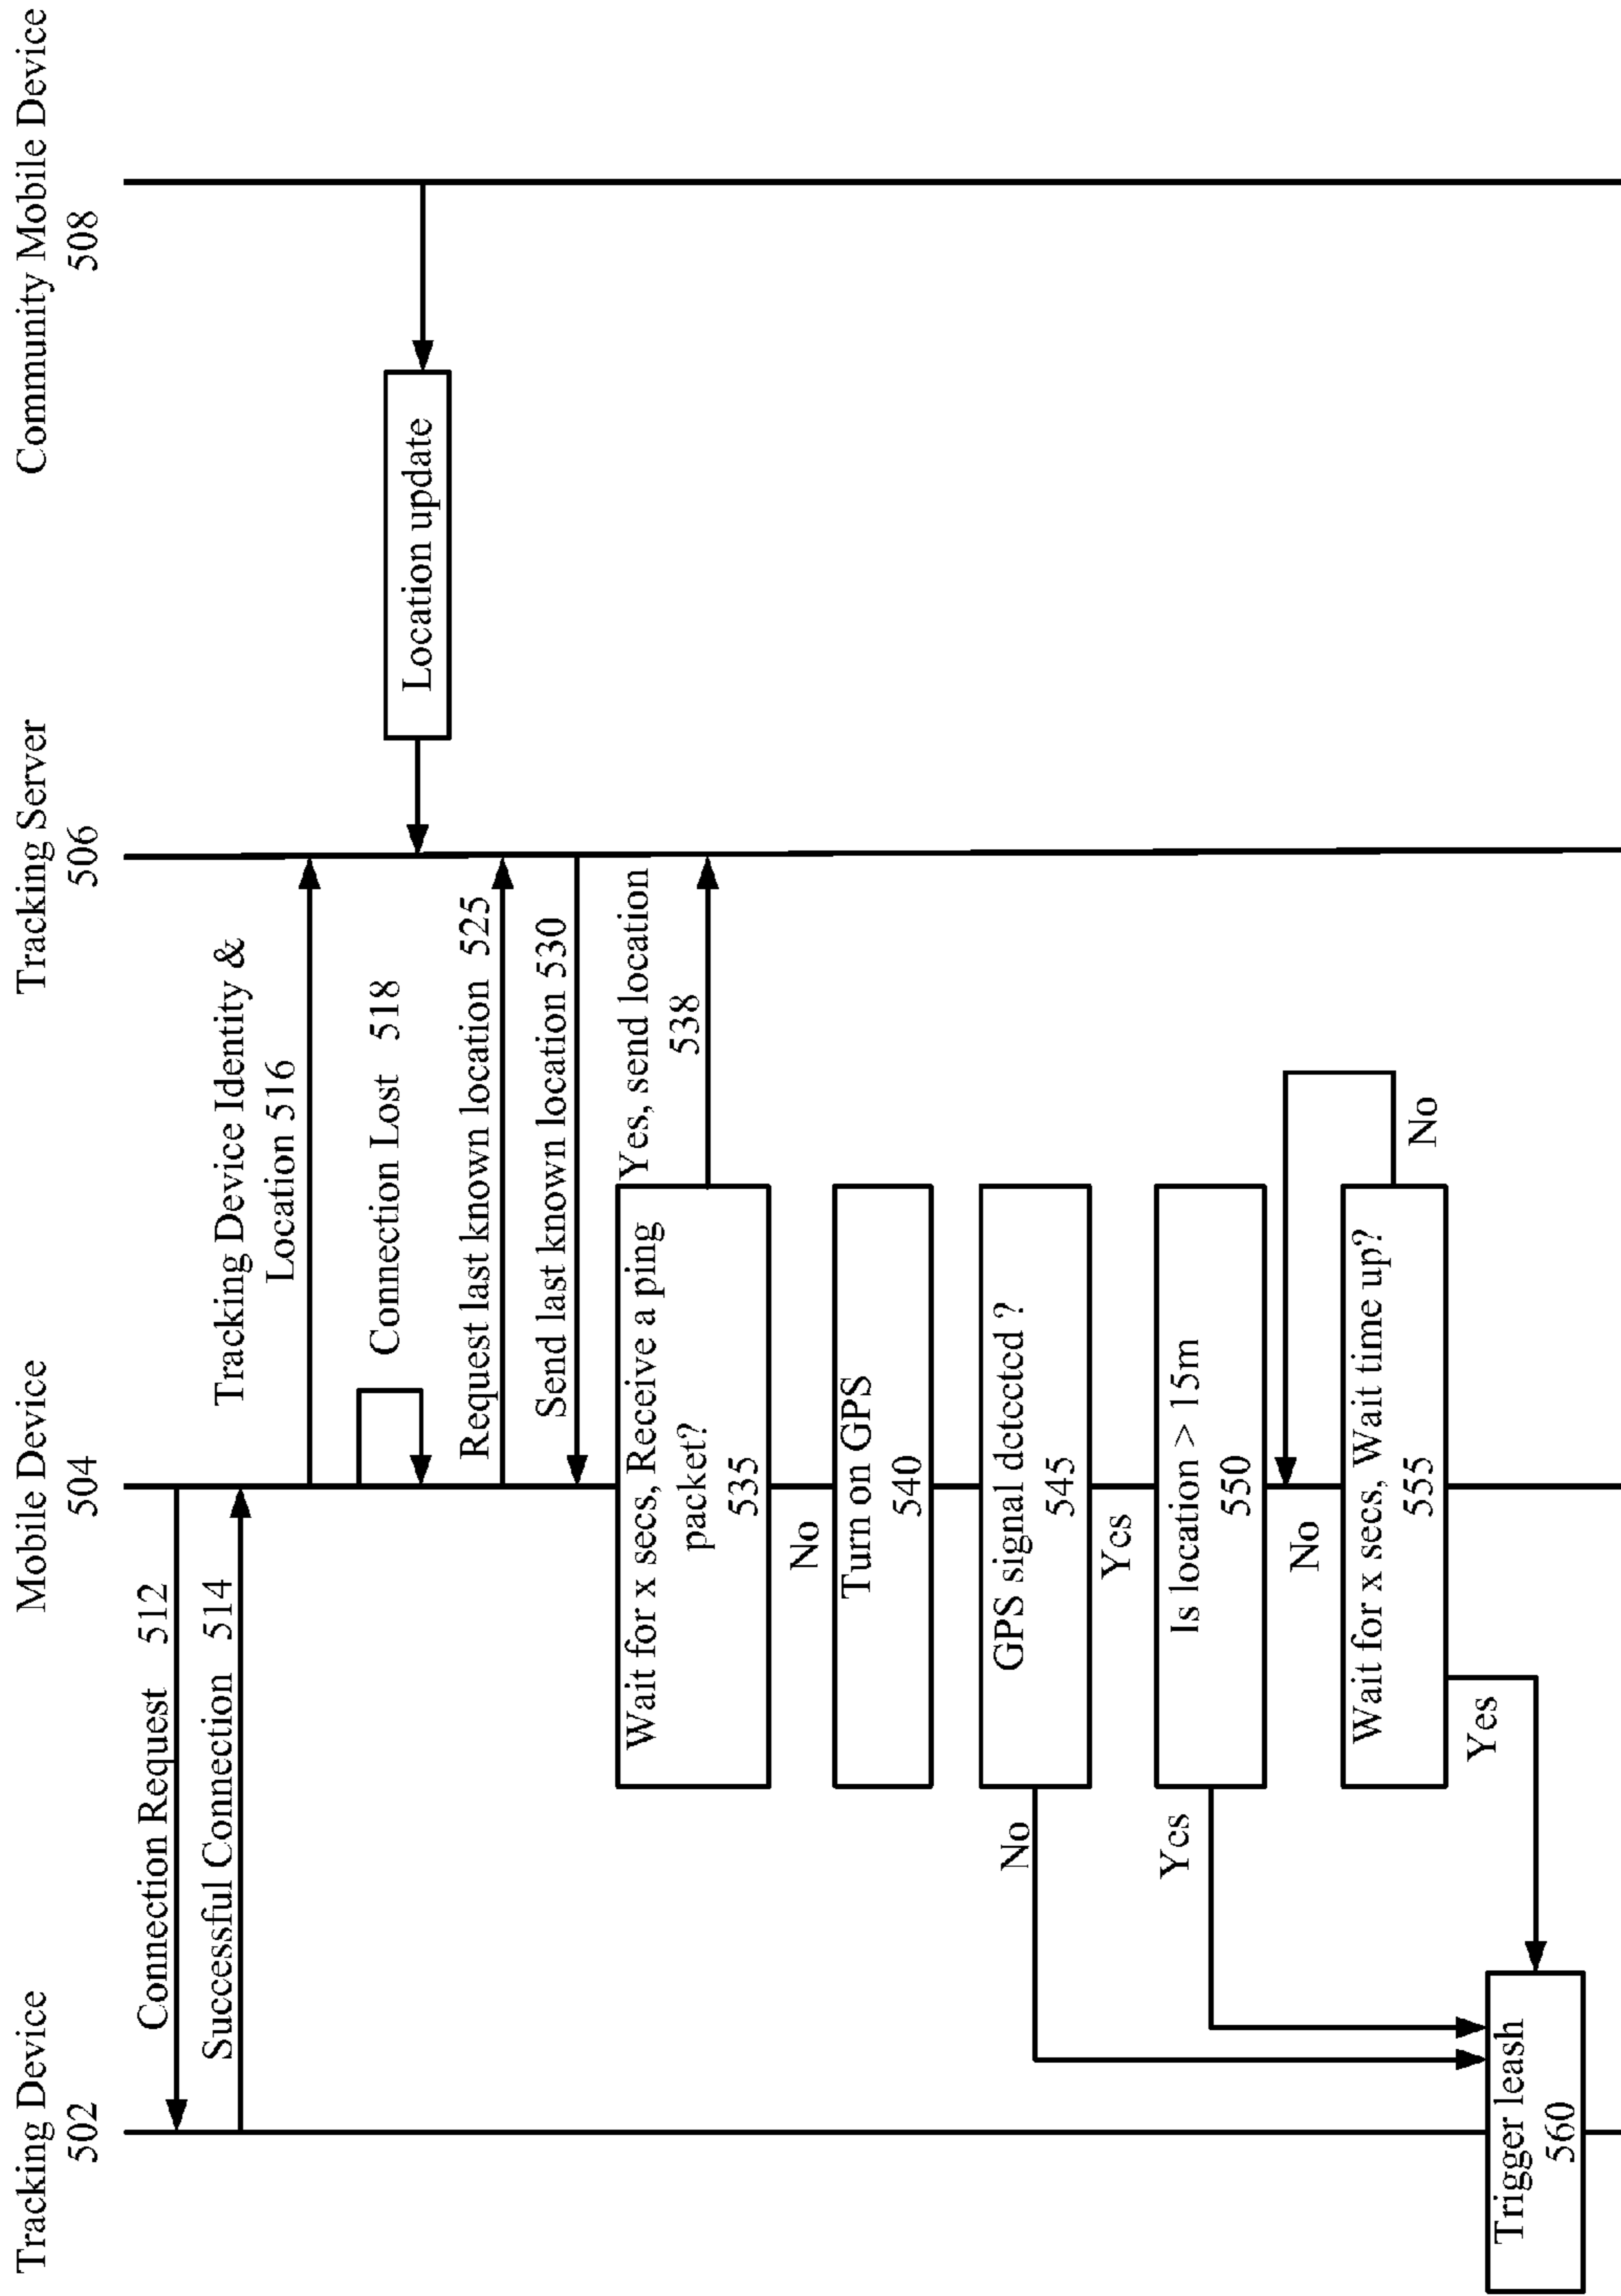 Tracking Device
502
Mobile Device
504
Tracking Server
506
Community Mobile Device
508
Connection Request 512
Successful Connection 514
Tracking Device Identity &
Location 516
Connection Lost 518
Location update
Request last known location 525
Send last known location 530
Wait for x secs, Receive a ping
packet?
535
Yes, send location
538
No
Turn on GPS
540
GPS signal detected ?
545
No
Yes
Is location > 15m
550
Yes
No
Wait for x secs, Wait time up?
555
No
Yes
Trigger leash
560